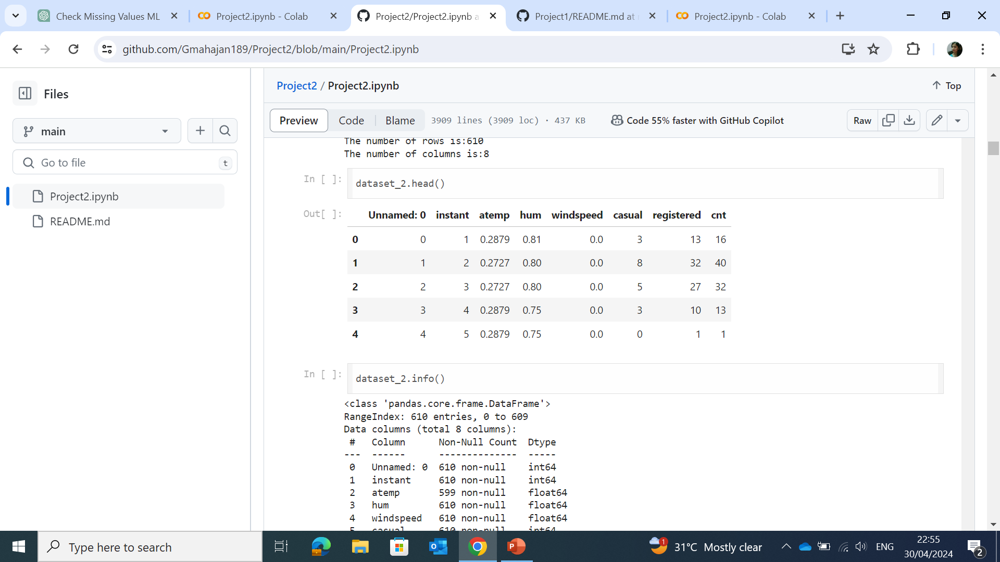 Check Missing Values ML
Project2.ipynb - Colab
Project2/Project2.ipynb a
Project1/README.md at
Project2.ipynb - Colab
github.com/Gmahajan189/Project2/blob/main/Project2.ipynb
Files
main
Go to file
t
Project2.ipynb
README.md
Project2 / Project2.ipynb
Top
Preview
Code
Blame
3909 lines (3909 loc) · 437 KB
Code 55% faster with GitHub Copilot
Raw
The number of rows is:610
The number of columns is:8
In [ ]:
dataset_2.head()
Out[ ]:
Unnamed: 0 instant atemp hum windspeed casual registered cnt
0 0 1 0.2879 0.81 0.0 3 13 16
1 1 2 0.2727 0.80 0.0 8 32 40
2 2 3 0.2727 0.80 0.0 5 27 32
3 3 4 0.2879 0.75 0.0 3 10 13
4 4 5 0.2879 0.75 0.0 0 1 1
In [ ]:
dataset_2.info()
<class 'pandas.core.frame.DataFrame'>
RangeIndex: 610 entries, 0 to 609
Data columns (total 8 columns):
# Column Non-Null Count Dtype
--- ------ -------------- -----
0 Unnamed: 0 610 non-null int64
1 instant 610 non-null int64
2 atemp 599 non-null float64
3 hum 610 non-null float64
4 windspeed 610 non-null float64
5 casual 610 non-null int64
Type here to search
1
31°C Mostly clear
ENG
22:55
30/04/2024
2